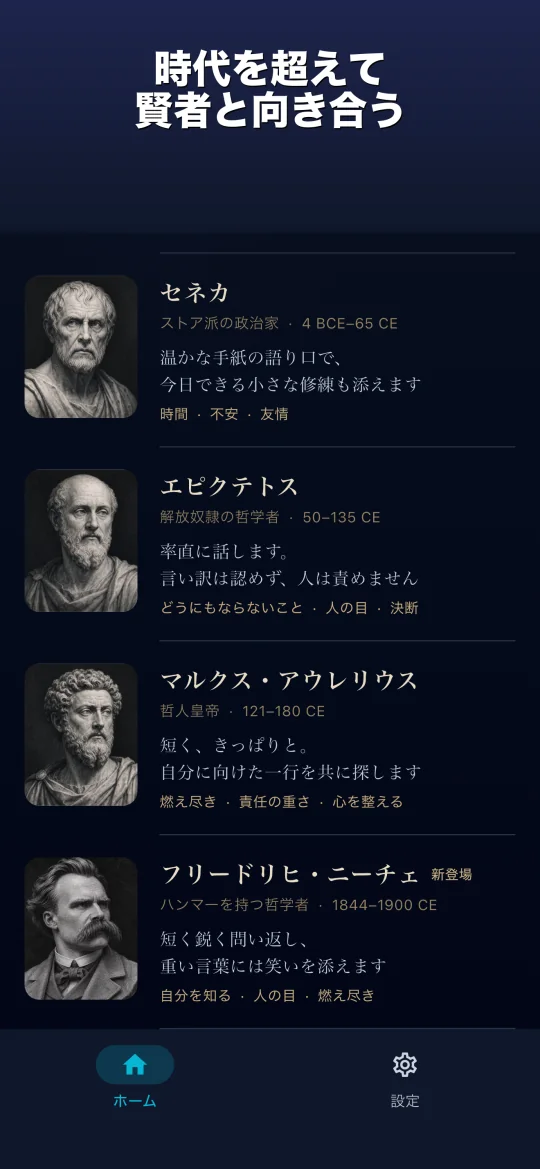 時代を超えて
賢者と向き合う
セネカ
ストア派の政治家 · 4 BCE–65 CE
温かな手紙の語り口で、
今日できる小さな修練も添えます
時間 · 不安 · 友情
エピクテトス
解放奴隷の哲学者 · 50–135 CE
率直に話します。
言い訳は認めず、人は責めません
どうにもならないこと · 人の目 · 決断
マルクス・アウレリウス
哲人皇帝 · 121–180 CE
短く、きっぱりと。
自分に向けた一行を共に探します
燃え尽き · 責任の重さ · 心を整える
フリードリヒ・ニーチェ 新登場
ハンマーを持つ哲学者 · 1844–1900 CE
短く鋭く問い返し、
重い言葉には笑いを添えます
自分を知る · 人の目 · 燃え尽き
ホーム
設定